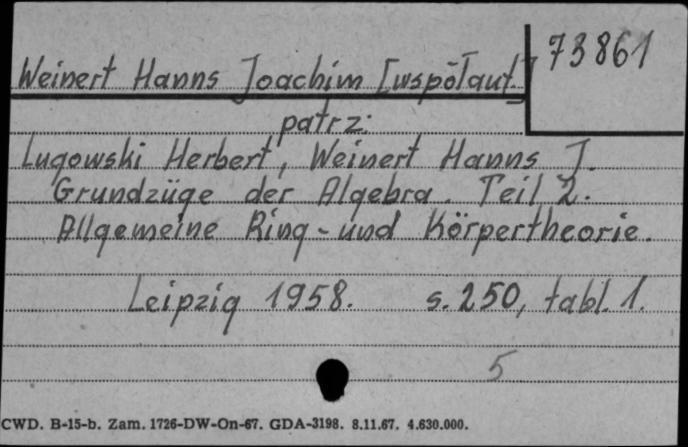 73861
Weinert Hanns Joachim [współaut.]
patrz:
Lugowski Herbert, Weinert Hanns J.
Grundzüge der Algebra. Teil 2.
Allgemeine Ring- und Körpertheorie.
Leipzig 1958. s. 250, tabl. 1.
5
CWD. B-15-b. Zam. 1726-DW-On-67. GDA-3198. 8.11.67. 4.630.000.